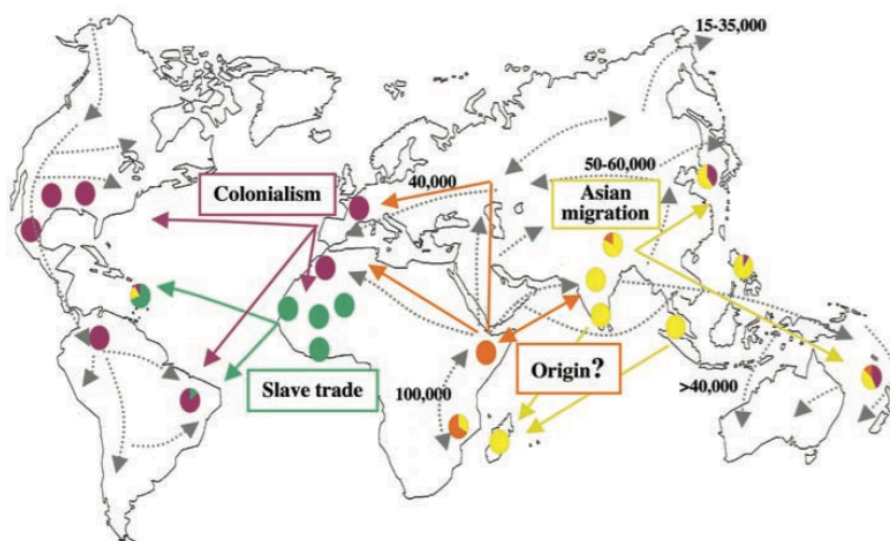 15-35,000
50-60,000
40,000
Colonialism
Asian
migration
Slave trade
Origin?
100,000
>40,000